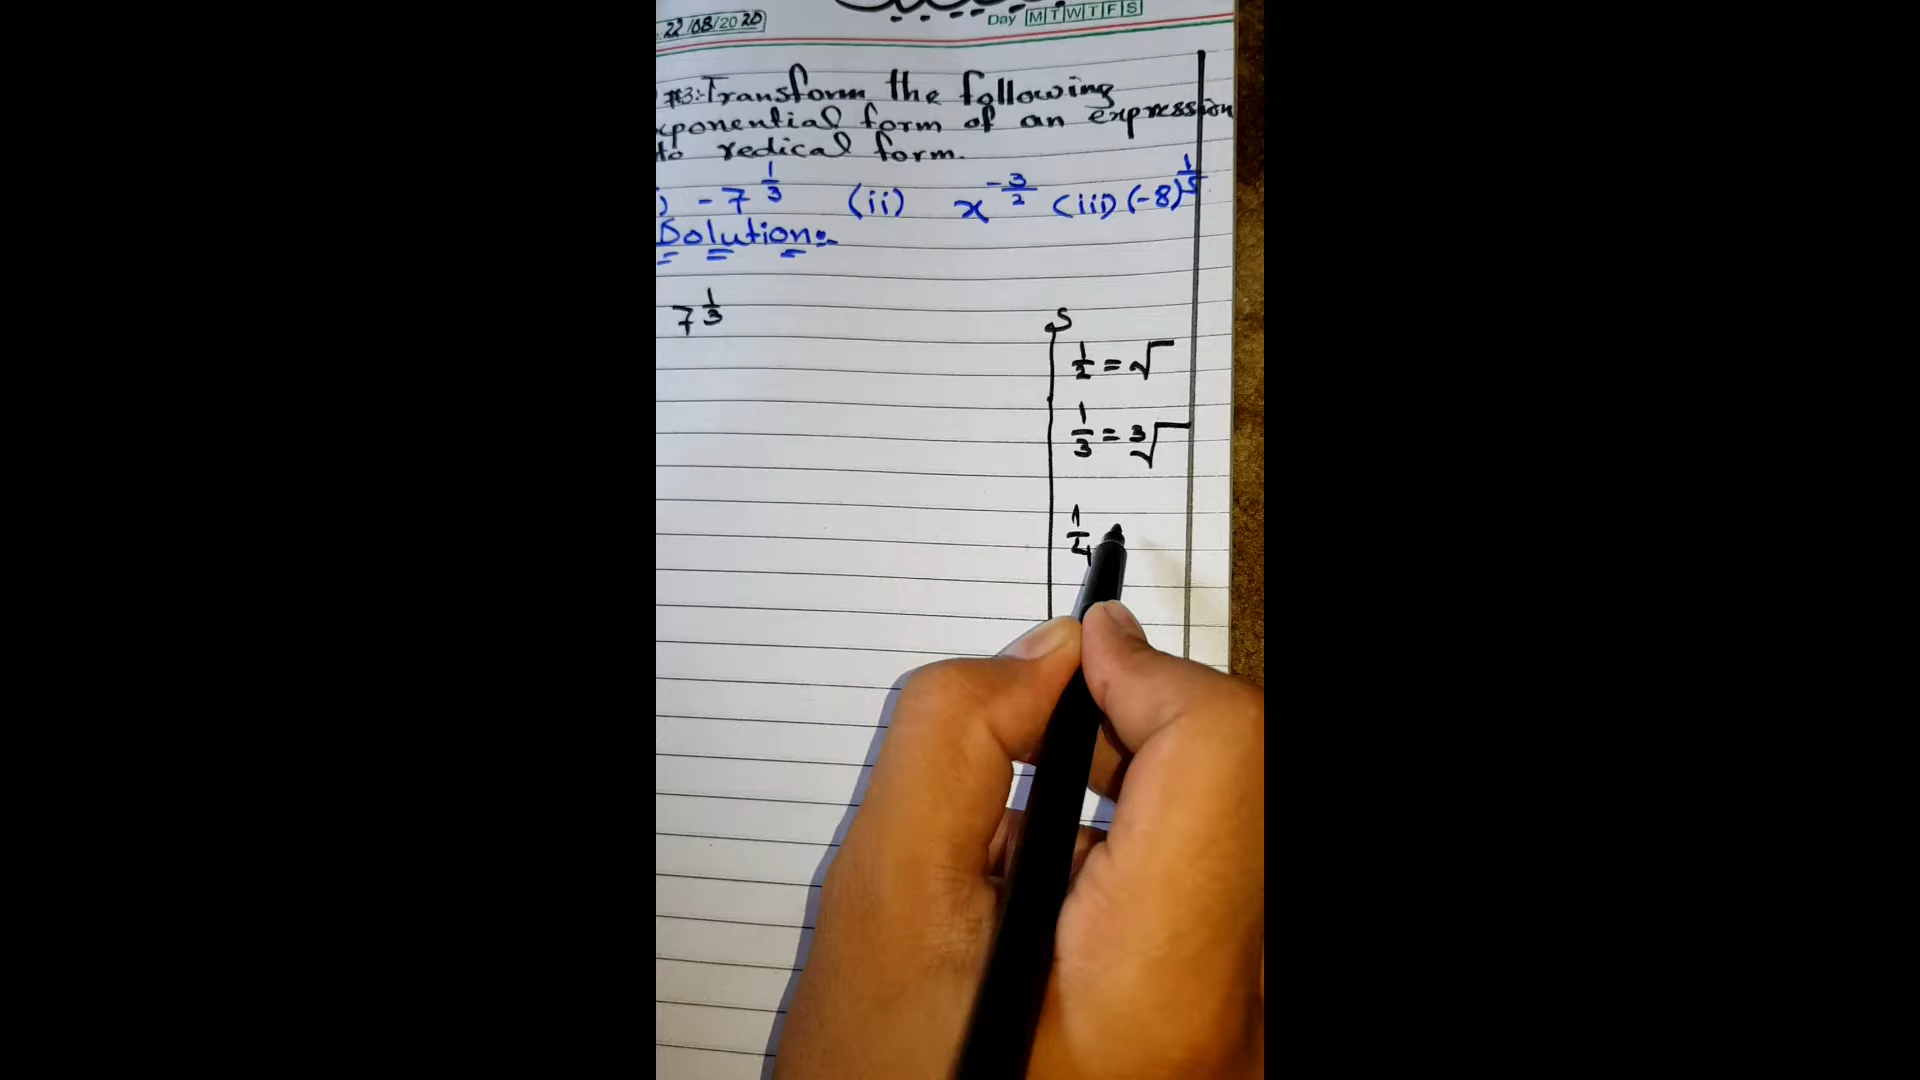 22/08/2020
Day M T W T F S
#3:- Transform the following
xponential form of an expression
to redical form.
) -7^(1/3) (ii) x^(-3/2) (iii) (-8)^(1/5)
Solution:-
7^(1/3)
1/2 = √
1/3 = ³√
1/4